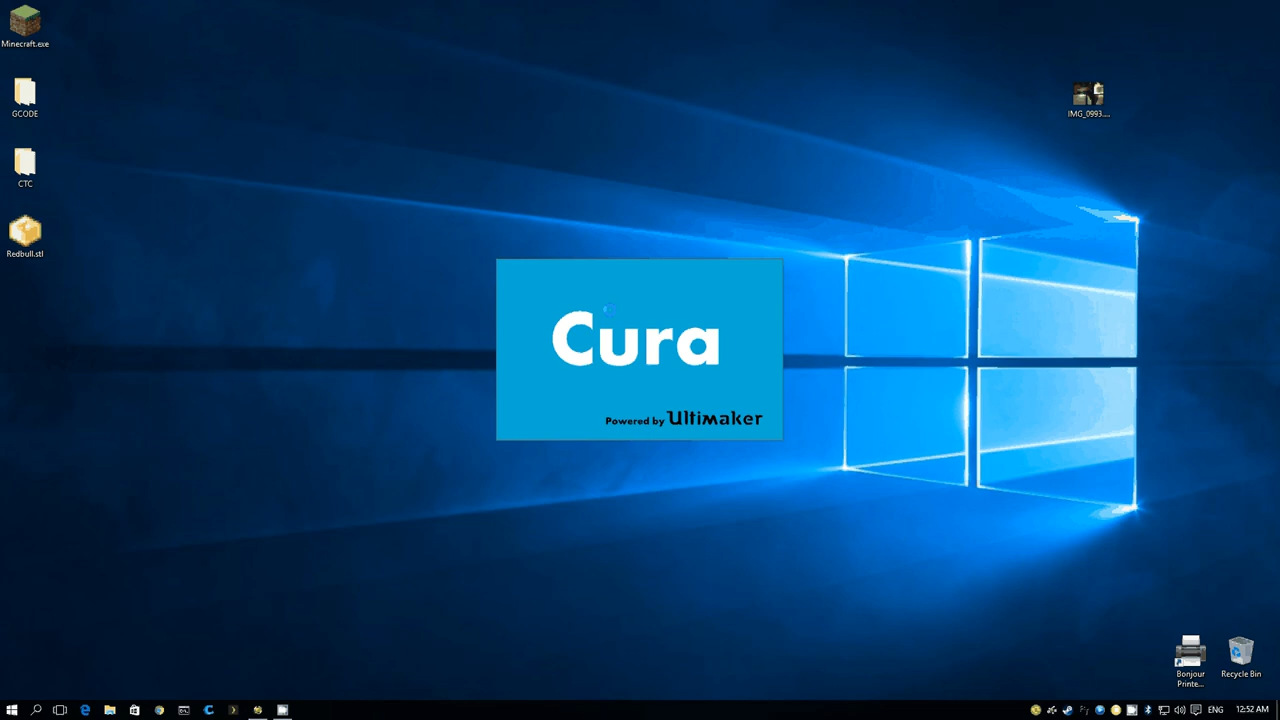 Minecraft.exe
GCODE
CTC
Redbull.stl
IMG_0993....
Cura
Powered by Ultimaker
Bonjour
Printe...
Recycle Bin
ENG
12:52 AM